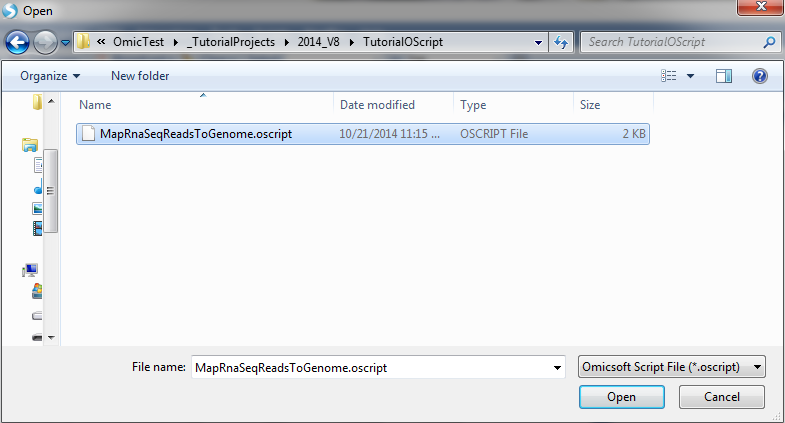 Open
« OmicTest ▸ _TutorialProjects ▸ 2014_V8 ▸ TutorialOScript
Search TutorialOScript
Organize
New folder
Name Date modified Type Size
MapRnaSeqReadsToGenome.oscript 10/21/2014 11:15 ... OSCRIPT File 2 KB
File name: MapRnaSeqReadsToGenome.oscript Omicsoft Script File (*.oscript)
Open Cancel